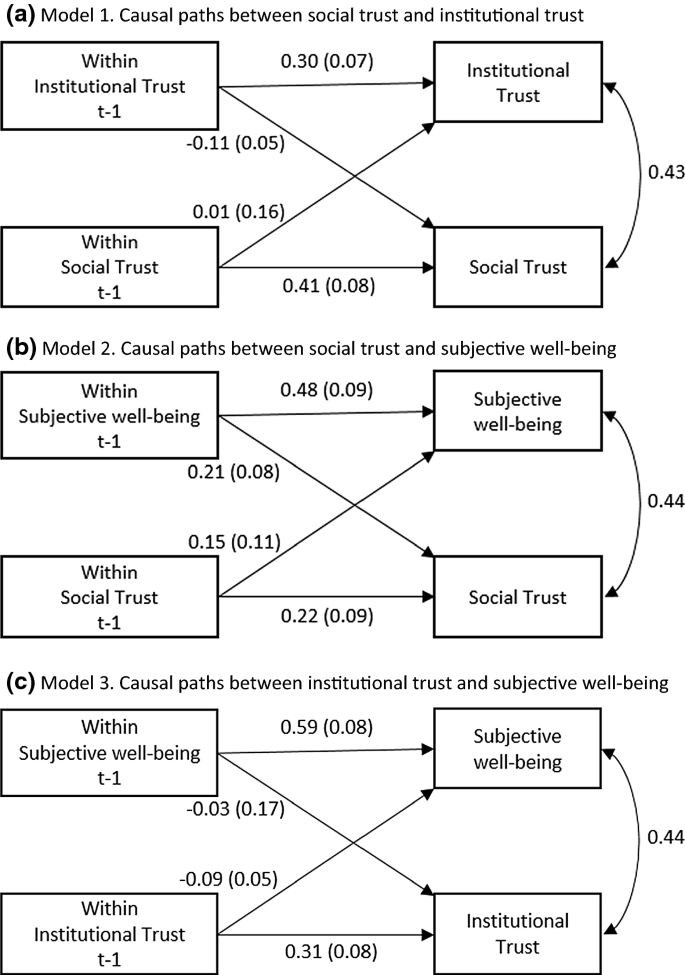 (a) Model 1. Causal paths between social trust and institutional trust
Within
Institutional Trust
t-1
0.30 (0.07)
Institutional
Trust
-0.11 (0.05)
0.43
0.01 (0.16)
Within
Social Trust
t-1
0.41 (0.08)
Social Trust
(b) Model 2. Causal paths between social trust and subjective well-being
Within
Subjective well-being
t-1
0.48 (0.09)
Subjective
well-being
0.21 (0.08)
0.44
0.15 (0.11)
Within
Social Trust
t-1
0.22 (0.09)
Social Trust
(c) Model 3. Causal paths between institutional trust and subjective well-being
Within
Subjective well-being
t-1
0.59 (0.08)
Subjective
well-being
-0.03 (0.17)
0.44
-0.09 (0.05)
Within
Institutional Trust
t-1
0.31 (0.08)
Institutional
Trust